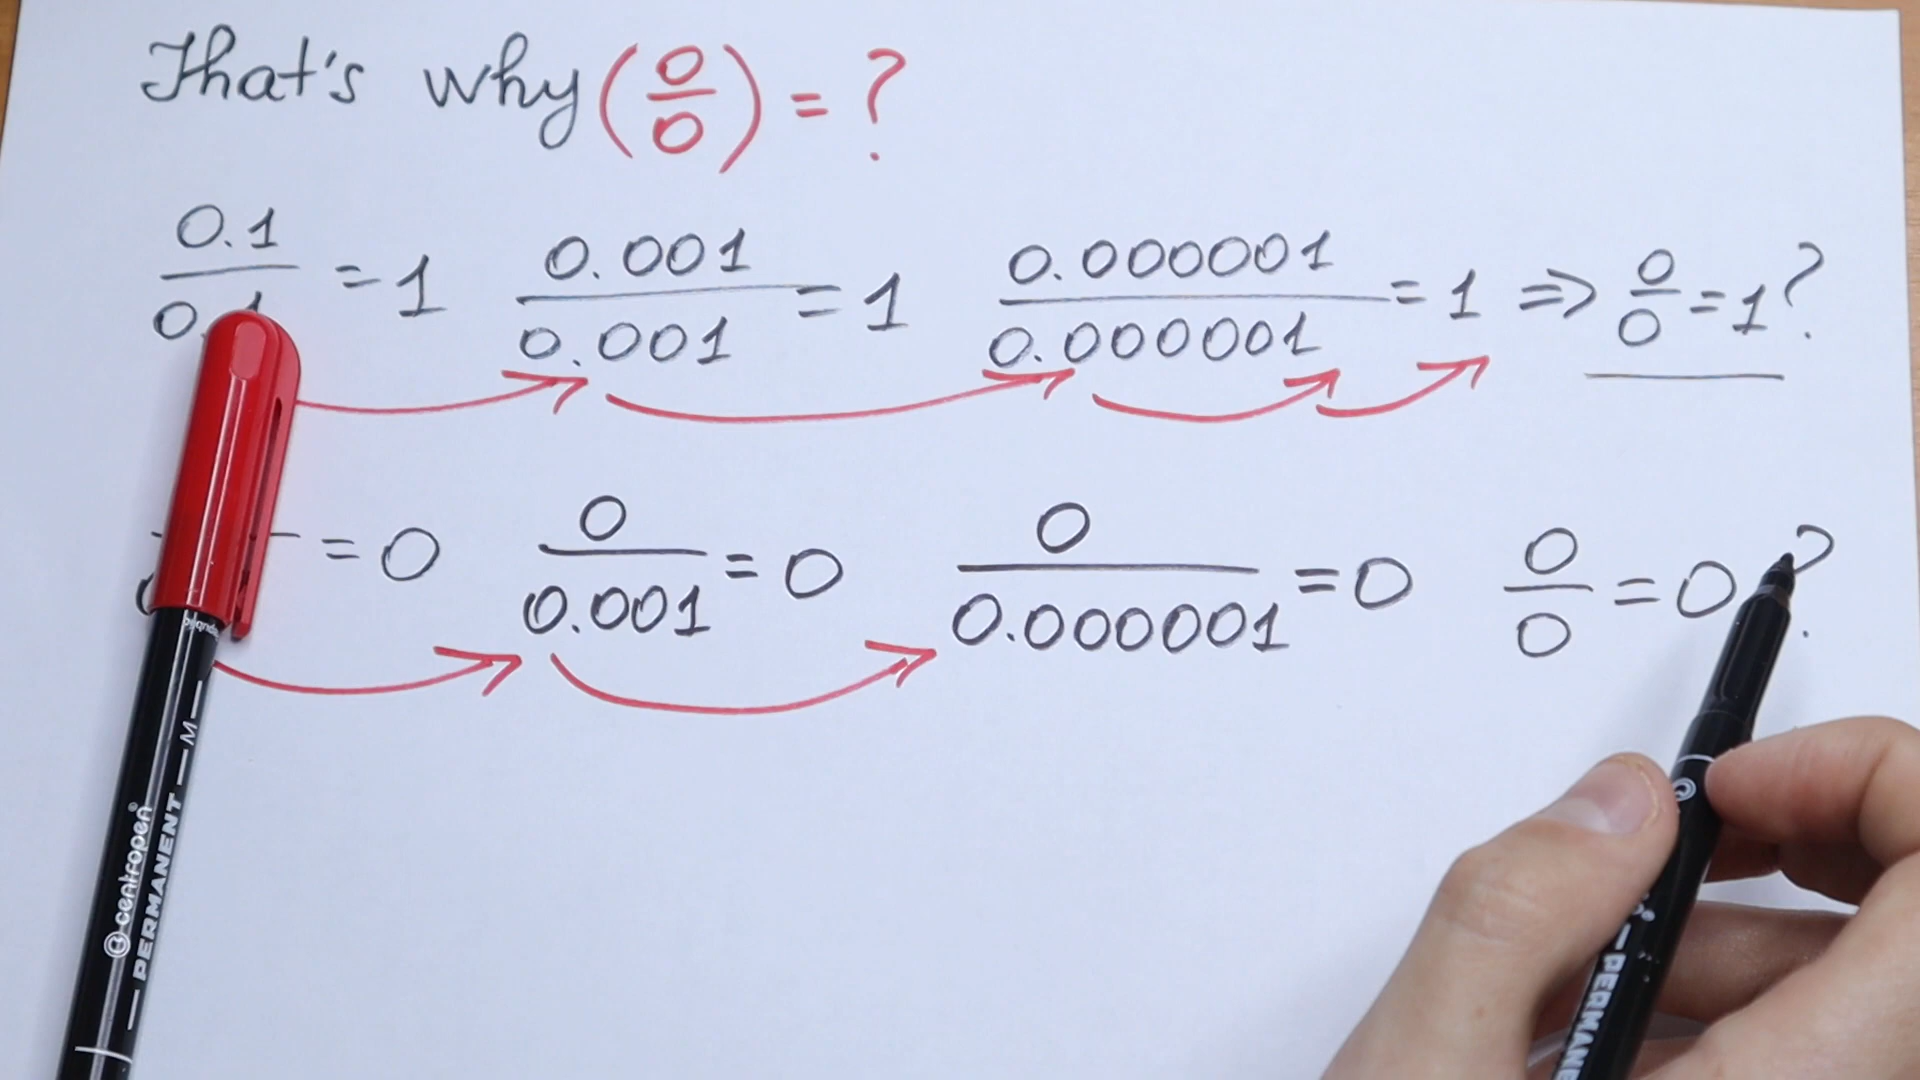 That's why (0/0) = ?
0.1/0.1 = 1 0.001/0.001 = 1 0.000001/0.000001 = 1 ⇒ 0/0 = 1?
= 0 0/0.001 = 0 0/0.000001 = 0 0/0 = 0?
centropen®
PERMANENT — M —
PERMANE